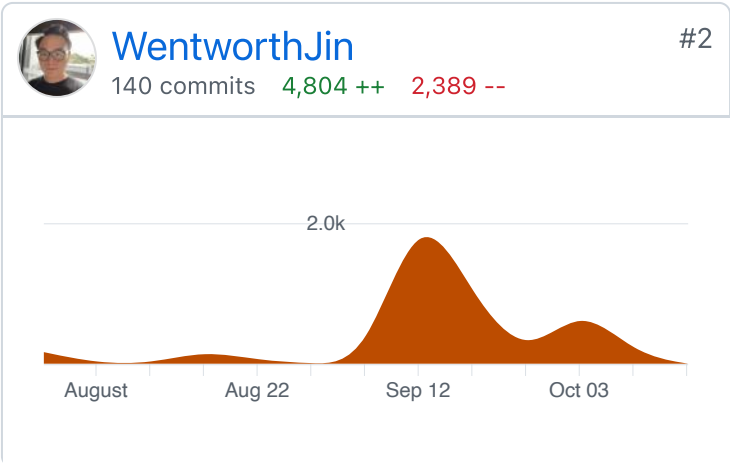 WentworthJin
#2
140 commits 4,804 ++ 2,389 --
2.0k
August Aug 22 Sep 12 Oct 03